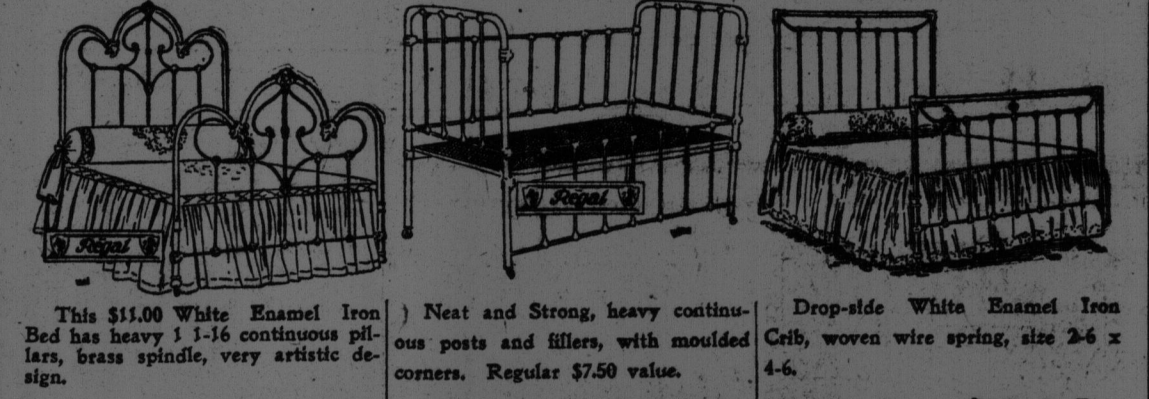 Regal
Regal
This $11.00 White Enamel Iron
Bed has heavy 1 1-16 continuous pil-
lars, brass spindle, very artistic de-
sign.
Neat and Strong, heavy continu-
ous posts and fillers, with moulded
corners. Regular $7.50 value.
Drop-side White Enamel Iron
Crib, woven wire spring, size 2-6 x
4-6.